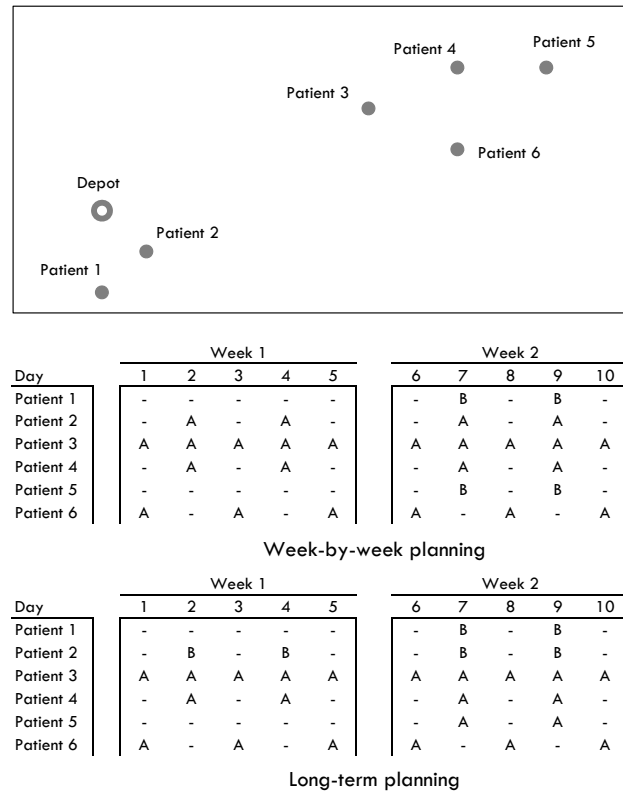 Patient 5
Patient 4
Patient 3
Patient 6
Depot
Patient 2
Patient 1
Week 1 Week 2
Day 1 2 3 4 5 6 7 8 9 10
Patient 1 - - - - - - B - B -
Patient 2 - A - A - - A - A -
Patient 3 A A A A A A A A A A
Patient 4 - A - A - - A - A -
Patient 5 - - - - - - B - B -
Patient 6 A - A - A A - A - A
Week-by-week planning
Week 1 Week 2
Day 1 2 3 4 5 6 7 8 9 10
Patient 1 - - - - - - B - B -
Patient 2 - B - B - - B - B -
Patient 3 A A A A A A A A A A
Patient 4 - A - A - - A - A -
Patient 5 - - - - - - A - A -
Patient 6 A - A - A A - A - A
Long-term planning